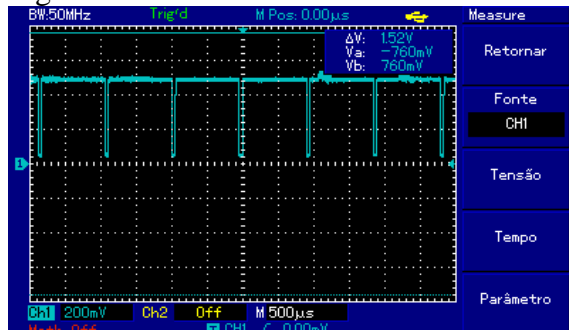 BW:50MHz Trig'd M Pos: 0.00µs Measure
ΔV: 1.52V
Va: -760mV
Vb: 760mV
Retornar
Fonte
CH1
1
Tensão
Tempo
Parâmetro
Ch1 200mV Ch2 Off M 500µs
Math Off CH1 0.00mV